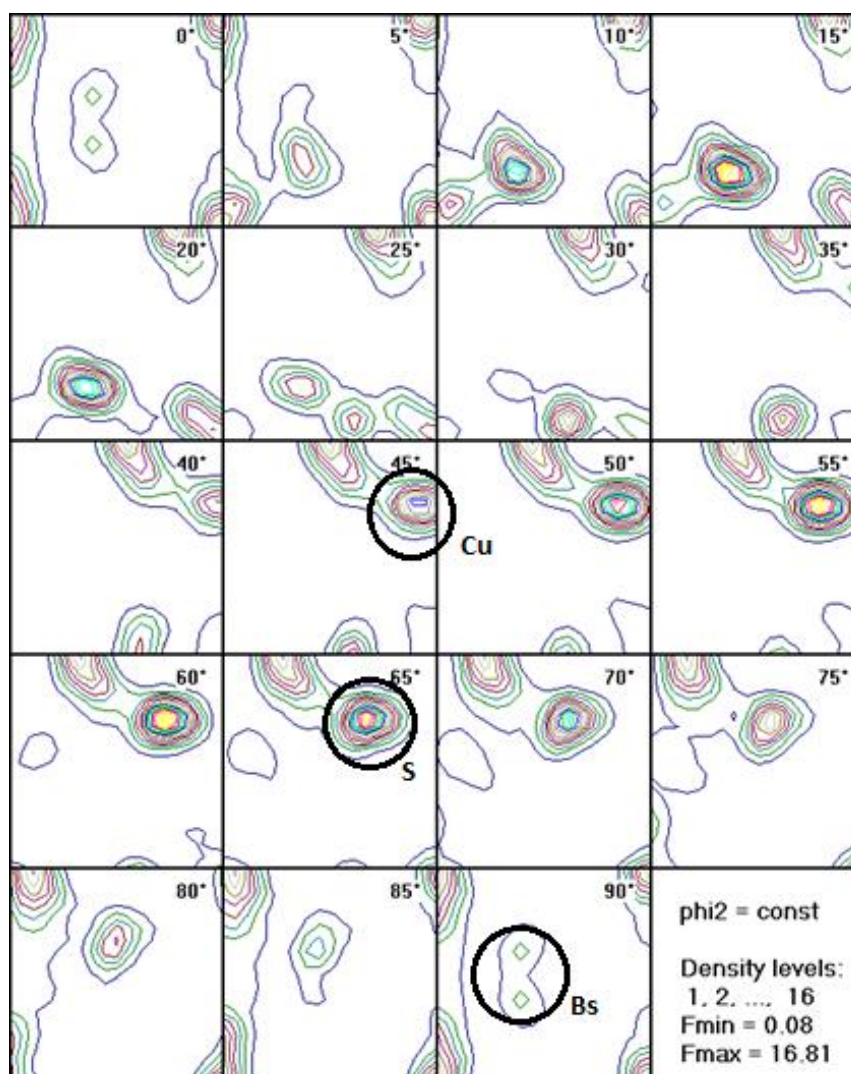 0° 5° 10° 15°
20° 25° 30° 35°
40° 45° 50° 55°
Cu
60° 65° 70° 75°
S
80° 85° 90°
phi2 = const
Density levels:
1, 2, ..., 16
Bs
Fmin = 0.08
Fmax = 16.81